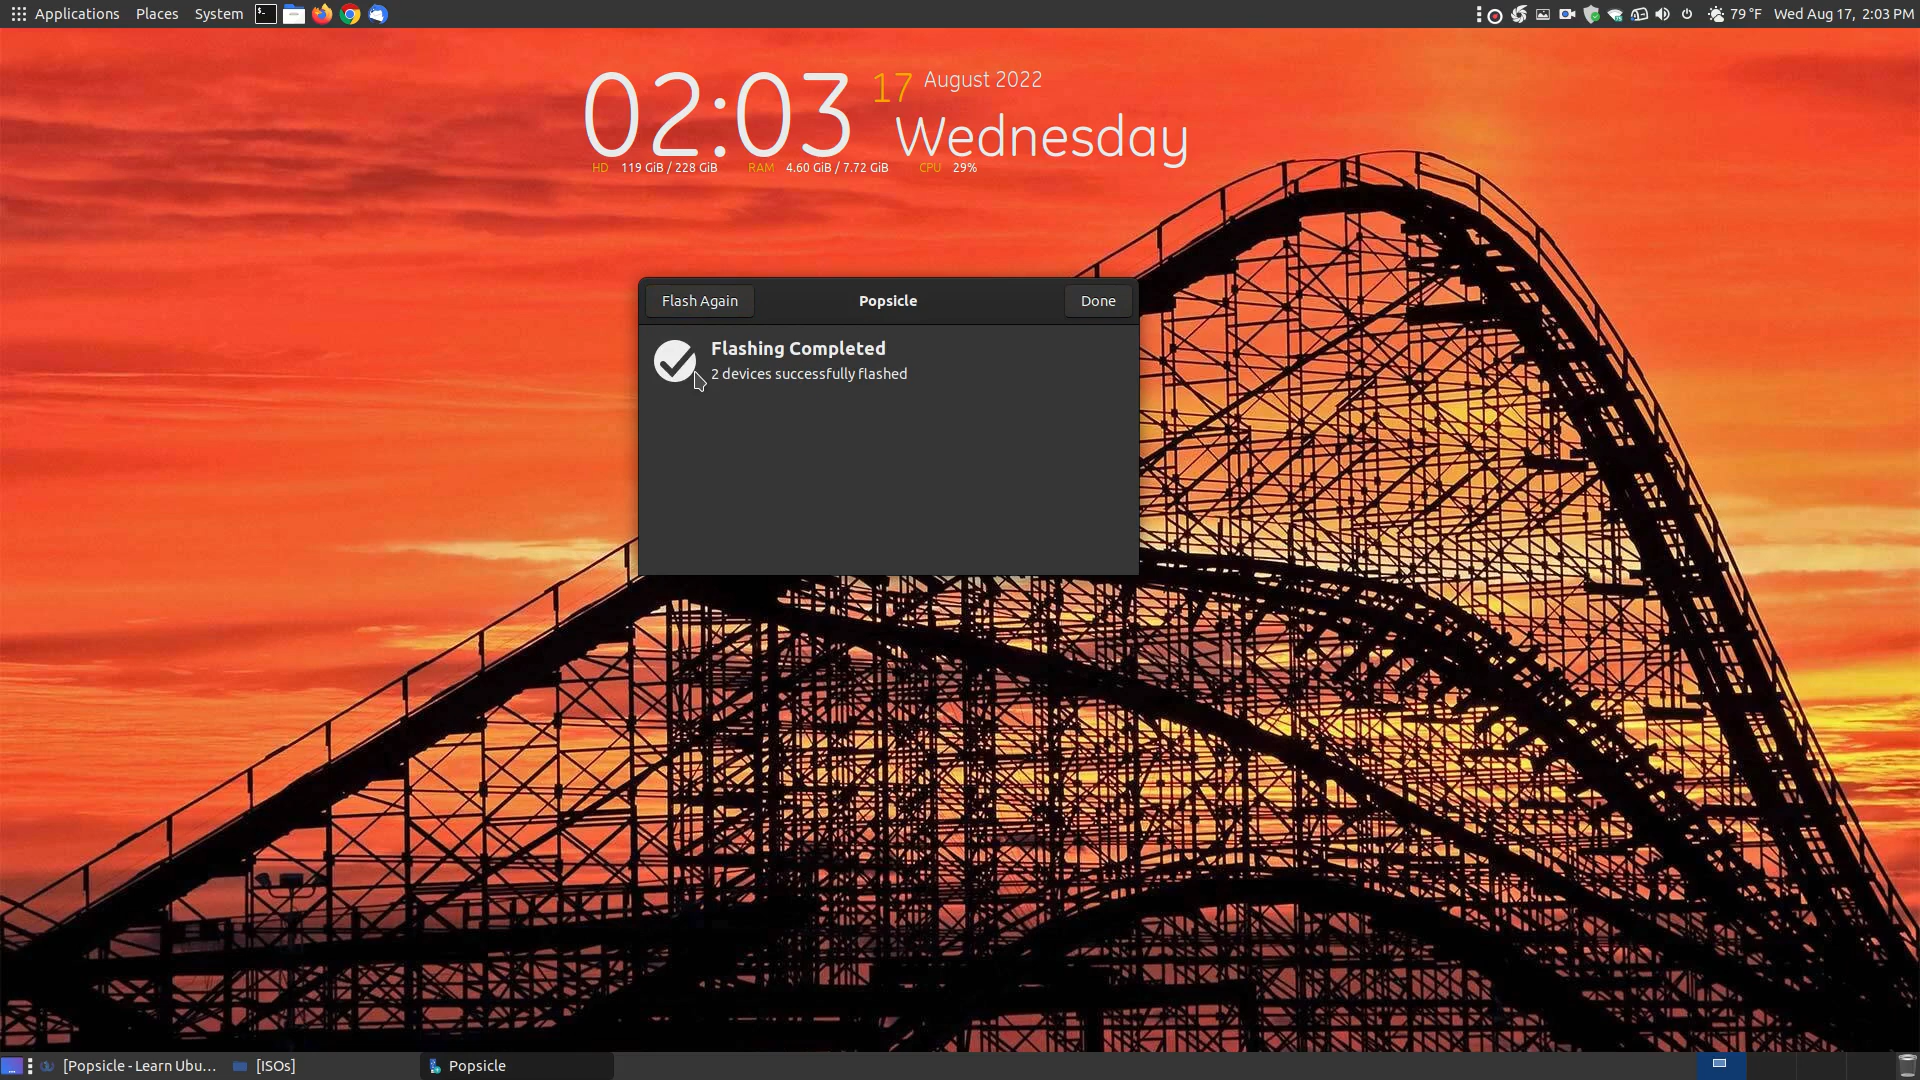 Applications Places System
79 °F Wed Aug 17, 2:03 PM
02:03 17 August 2022
Wednesday
HD 119 GiB / 228 GiB RAM 4.60 GiB / 7.72 GiB CPU 29%
Flash Again Popsicle Done
Flashing Completed
2 devices successfully flashed
[Popsicle - Learn Ubu... [ISOs] Popsicle